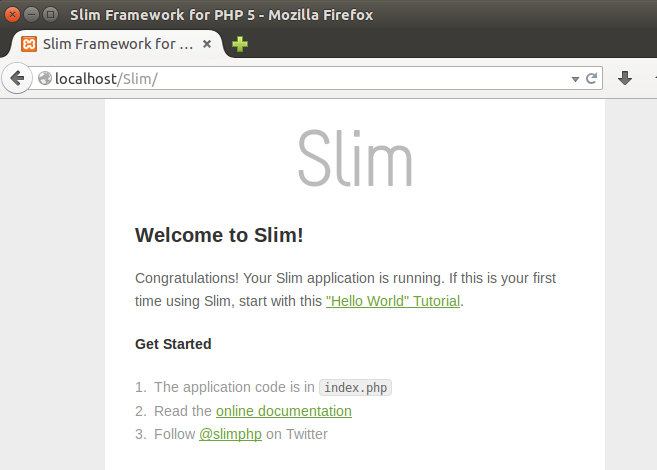 Slim Framework for PHP 5 - Mozilla Firefox
Slim Framework for ...
localhost/Slim/
Slim
Welcome to Slim!
Congratulations! Your Slim application is running. If this is your first
time using Slim, start with this "Hello World" Tutorial.
Get Started
1. The application code is in index.php
2. Read the online documentation
3. Follow @slimphp on Twitter